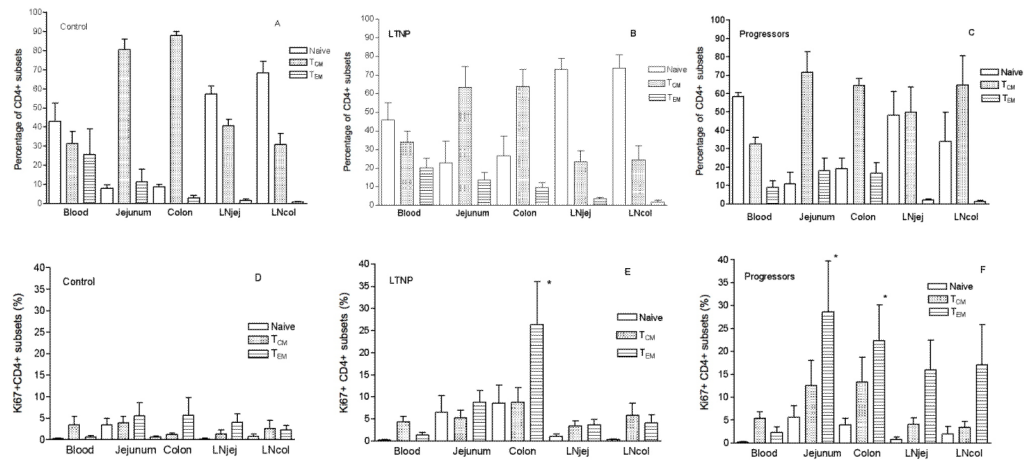 Control
A
Percentage of CD4+ subsets
100
90
80
70
60
50
40
30
20
10
0
Naive
TCM
TEM
Blood Jejunum Colon LNjej LNcol
LTNP
B
Percentage of CD4+ subsets
100
90
80
70
60
50
40
30
20
10
0
Naive
TCM
TEM
Blood Jejunum Colon LNjej LNcol
Progressors
C
Percentage of CD4+ subsets
100
90
80
70
60
50
40
30
20
10
0
Naive
TCM
TEM
Blood Jejunum Colon LNjej LNcol
Control
D
Ki67+CD4+ subsets (%)
40
35
30
25
20
15
10
5
0
Naive
TCM
TEM
Blood Jejunum Colon LNjej LNcol
LTNP
E
Ki67+ CD4+ subsets (%)
40
35
30
25
20
15
10
5
0
*
Naive
TCM
TEM
Blood Jejunum Colon LNjej LNcol
Progressors
F
Ki67+ CD4+ subsets (%)
40
35
30
25
20
15
10
5
0
*
*
Naive
TCM
TEM
Blood Jejunum Colon LNjej LNcol